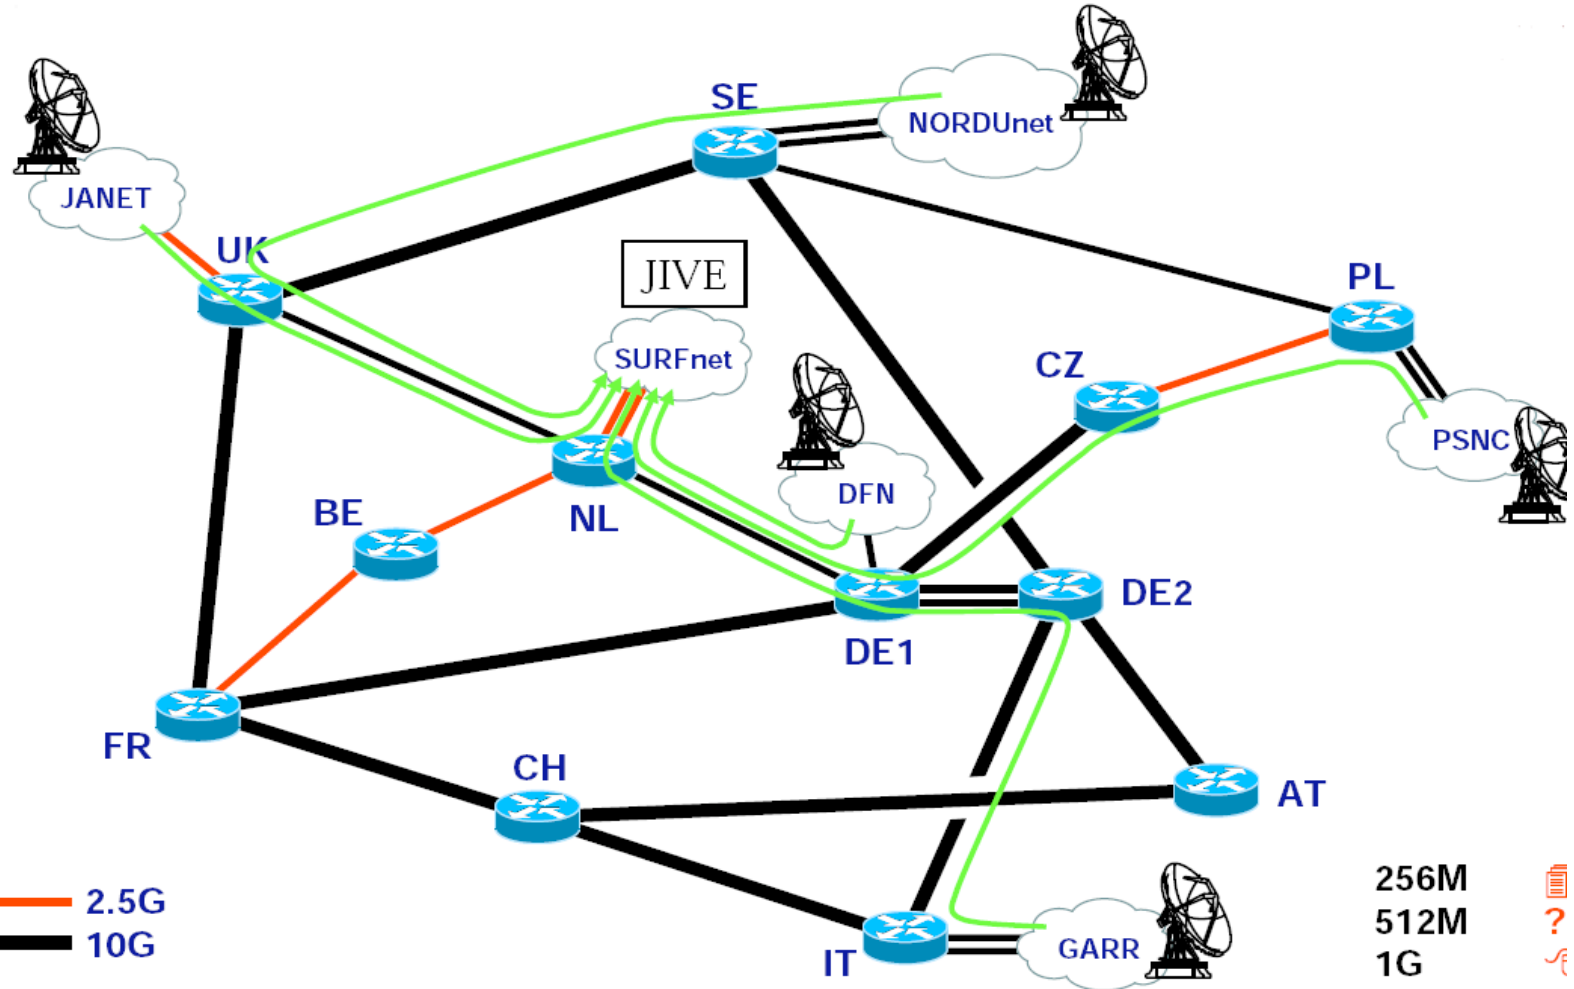 SE
NORDUnet
JANET
UK
JIVE
PL
SURFnet
CZ
PSNC
DFN
BE
NL
DE2
DE1
FR
CH
AT
2.5G
10G
IT
GARR
256M
512M ?
1G